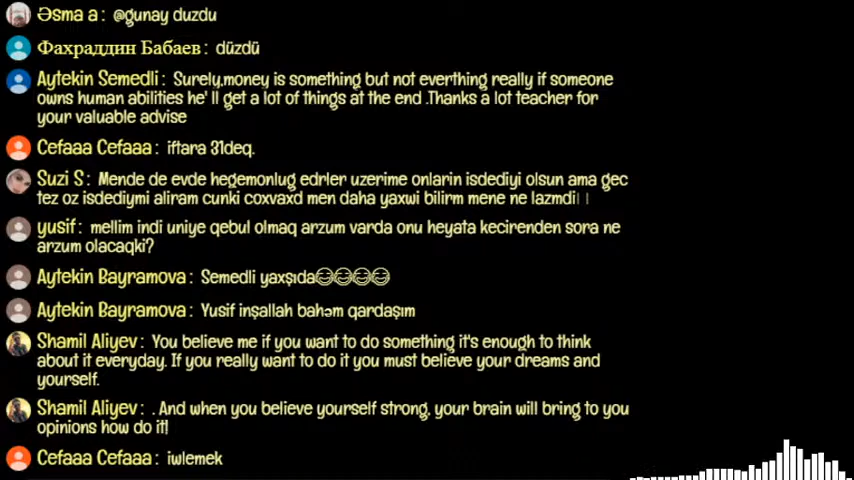 Əsma a : @gunay duzdu
Фахраддин Бабаев : düzdü
Aytekin Semedli : Surely,money is something but not everthing really if someone
owns human abilities he' ll get a lot of things at the end .Thanks a lot teacher for
your valuable advise
Cefaaa Cefaaa : iftara 31deq.
Suzi S : Mende de evde hegemonlug edrler uzerime onlarin isdediyi olsun ama gec
tez oz isdediymi aliram cunki coxvaxd men daha yaxwi bilirm mene ne lazmdi
yusif : mellim indi uniye qebul olmaq arzum varda onu heyata kecirenden sora ne
arzum olacaqki?
Aytekin Bayramova : Semedli yaxşıda😂😂😂😂
Aytekin Bayramova : Yusif inşallah bahəm qardaşım
Shamil Aliyev : You believe me if you want to do something it's enough to think
about it everyday. If you really want to do it you must believe your dreams and
yourself.
Shamil Aliyev : . And when you believe yourself strong, your brain will bring to you
opinions how do it!
Cefaaa Cefaaa : iwlemek